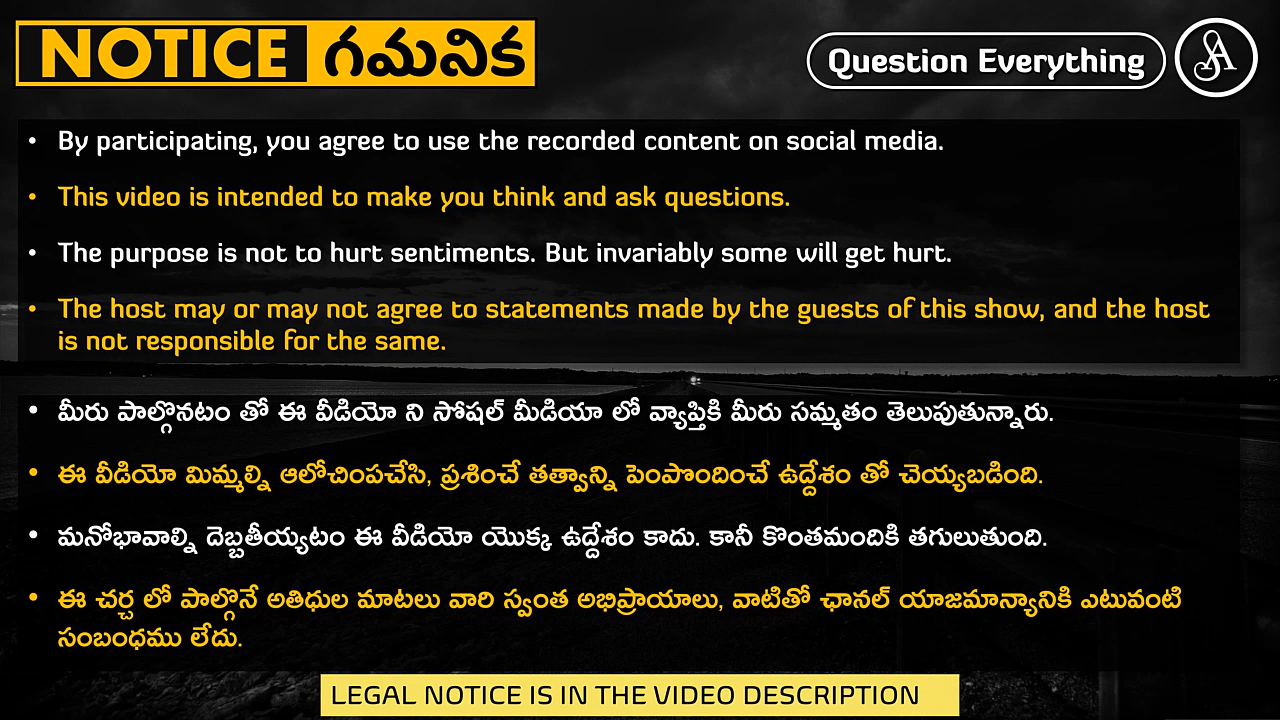 NOTICE గమనిక
Question Everything
• By participating, you agree to use the recorded content on social media.
• This video is intended to make you think and ask questions.
• The purpose is not to hurt sentiments. But invariably some will get hurt.
• The host may or may not agree to statements made by the guests of this show, and the host
is not responsible for the same.
• మీరు పాల్గొనటం తో ఈ వీడియో ని సోషల్ మీడియా లో వ్యాప్తికి మీరు సమ్మతం తెలుపుతున్నారు.
• ఈ వీడియో మిమ్మల్ని ఆలోచింపచేసి, ప్రశించే తత్వాన్ని పెంపొందించే ఉద్దేశం తో చెయ్యబడింది.
• మనోభావాల్ని దెబ్బతీయ్యటం ఈ వీడియో యొక్క ఉద్దేశం కాదు. కానీ కొంతమందికి తగులుతుంది.
• ఈ చర్చ లో పాల్గొనే అతిధుల మాటలు వారి స్వంత అభిప్రాయాలు, వాటితో ఛానల్ యాజమాన్యానికి ఎటువంటి
సంబంధము లేదు.
LEGAL NOTICE IS IN THE VIDEO DESCRIPTION